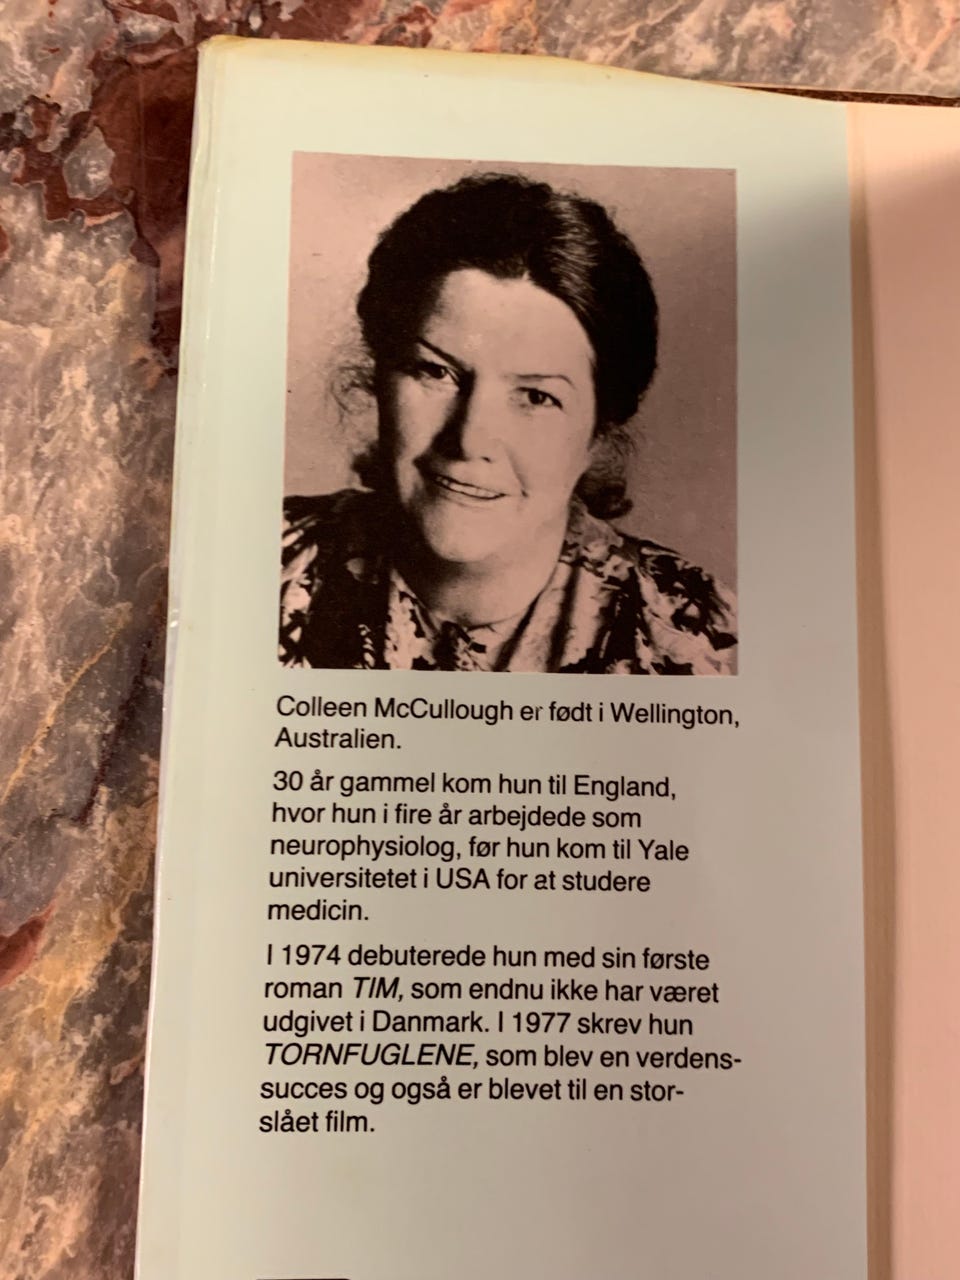 Colleen McCullough er født i Wellington,
Australien.
30 år gammel kom hun til England,
hvor hun i fire år arbejdede som
neurophysiolog, før hun kom til Yale
universitetet i USA for at studere
medicin.
I 1974 debuterede hun med sin første
roman TIM, som endnu ikke har været
udgivet i Danmark. I 1977 skrev hun
TORNFUGLENE, som blev en verdens-
succes og også er blevet til en stor-
slået film.